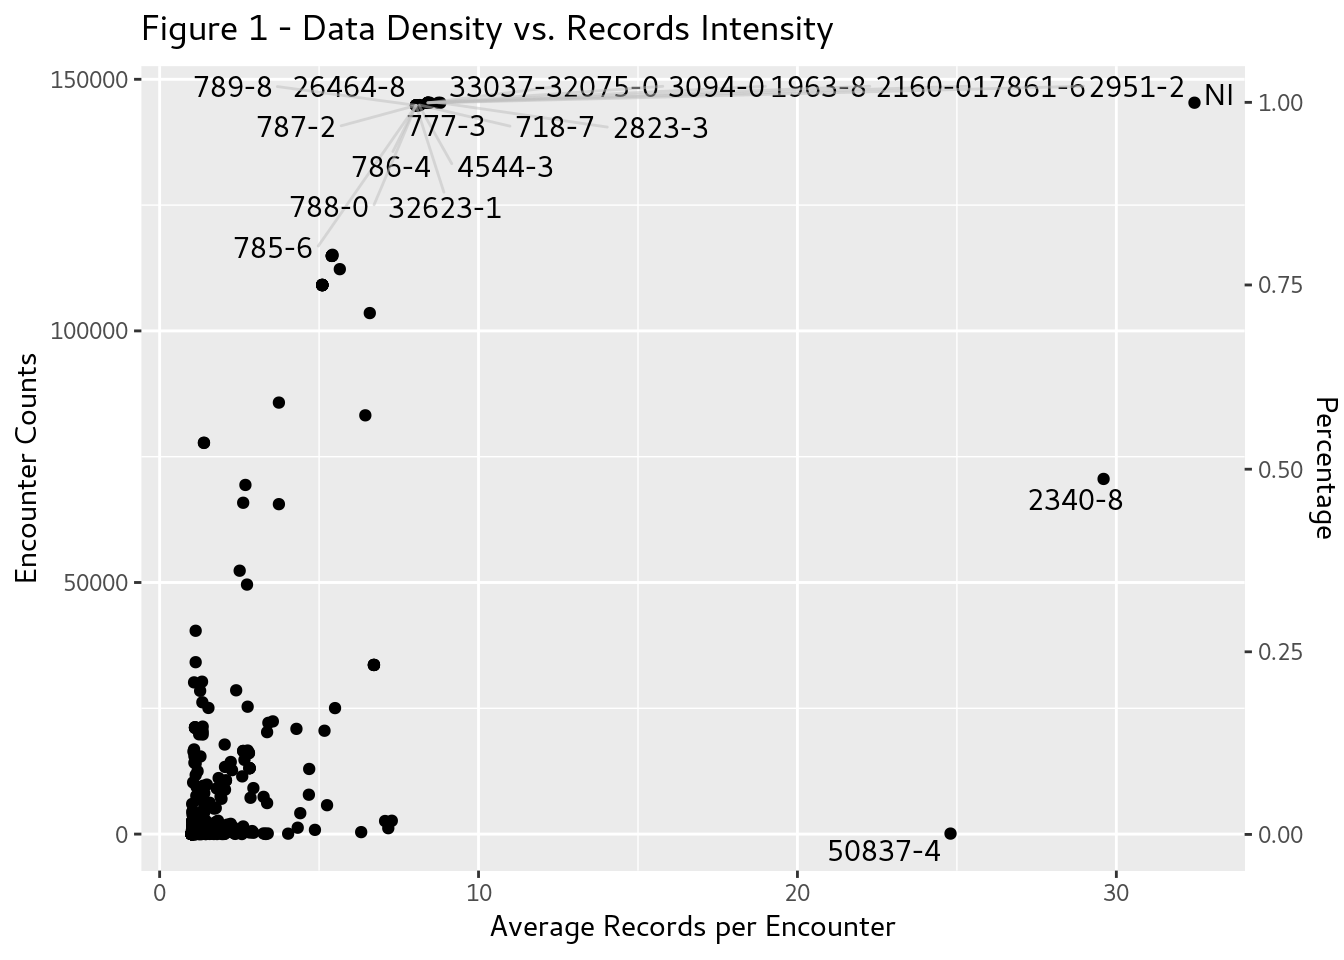 Figure 1 - Data Density vs. Records Intensity
150000
789-8 26464-8 33037-3 32075-0 3094-0 1963-8 2160-0 17861-6 2951-2 NI
1.00
787-2 777-3 718-7 2823-3
786-4 4544-3
788-0 32623-1
785-6
0.75
100000
2340-8
0.50
50000
0.25
0
50837-4
0.00
Encounter Counts
Percentage
0 10 20 30
Average Records per Encounter